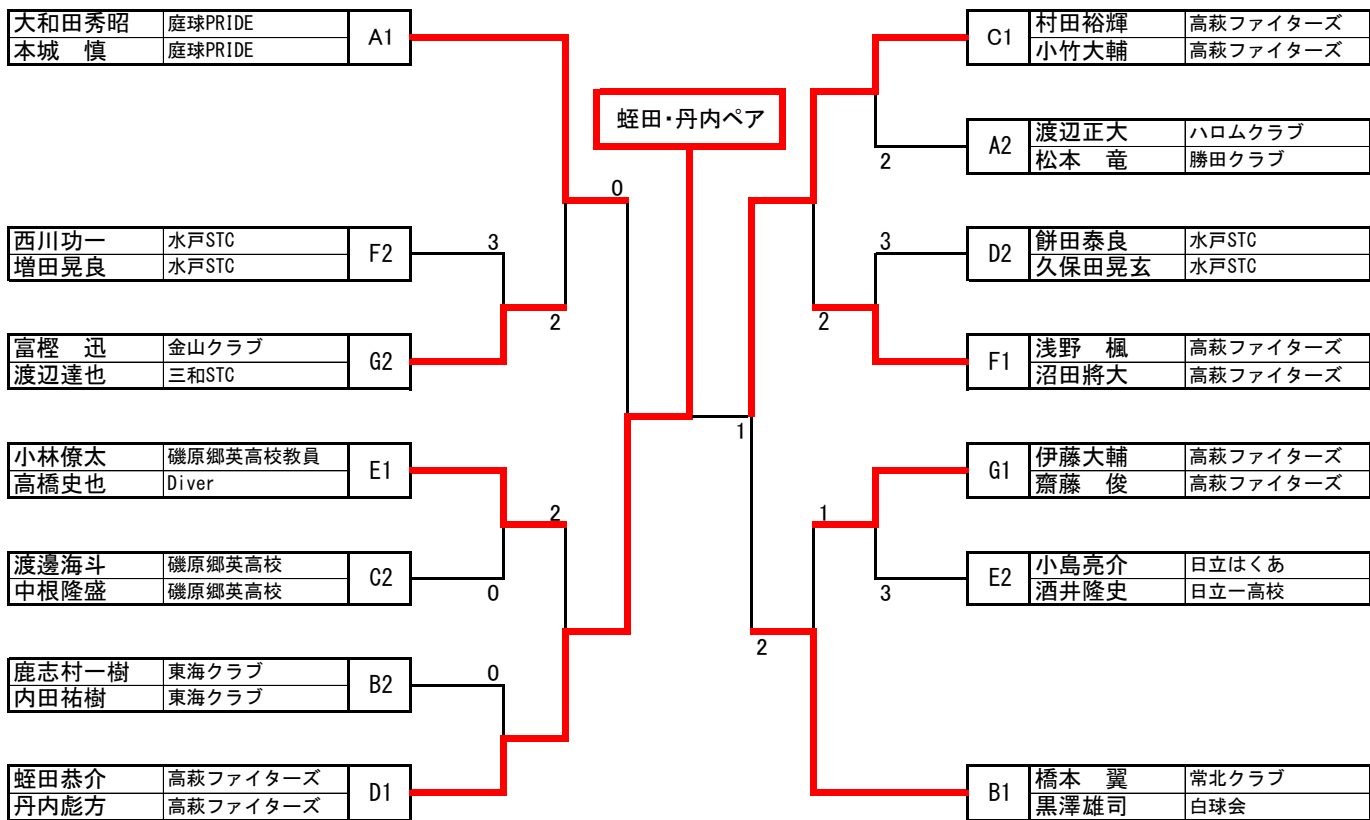 大和田秀昭 庭球PRIDE
本城　慎 庭球PRIDE
A1
西川功一 水戸STC
増田晃良 水戸STC
F2
3
富樫　迅 金山クラブ
渡辺達也 三和STC
G2
2
0
小林僚太 磯原郷英高校教員
高橋史也 Diver
E1
2
渡邊海斗 磯原郷英高校
中根隆盛 磯原郷英高校
C2
0
鹿志村一樹 東海クラブ
内田祐樹 東海クラブ
B2
0
蛭田恭介 高萩ファイターズ
丹内彪方 高萩ファイターズ
D1
蛭田・丹内ペア
1
C1
村田裕輝 高萩ファイターズ
小竹大輔 高萩ファイターズ
2
A2
渡辺正大 ハロムクラブ
松本　竜 勝田クラブ
3
D2
餅田泰良 水戸STC
久保田晃玄 水戸STC
2
F1
浅野　楓 高萩ファイターズ
沼田將大 高萩ファイターズ
1
G1
伊藤大輔 高萩ファイターズ
齋藤　俊 高萩ファイターズ
3
E2
小島亮介 日立はくあ
酒井隆史 日立一高校
2
B1
橋本　翼 常北クラブ
黒澤雄司 白球会